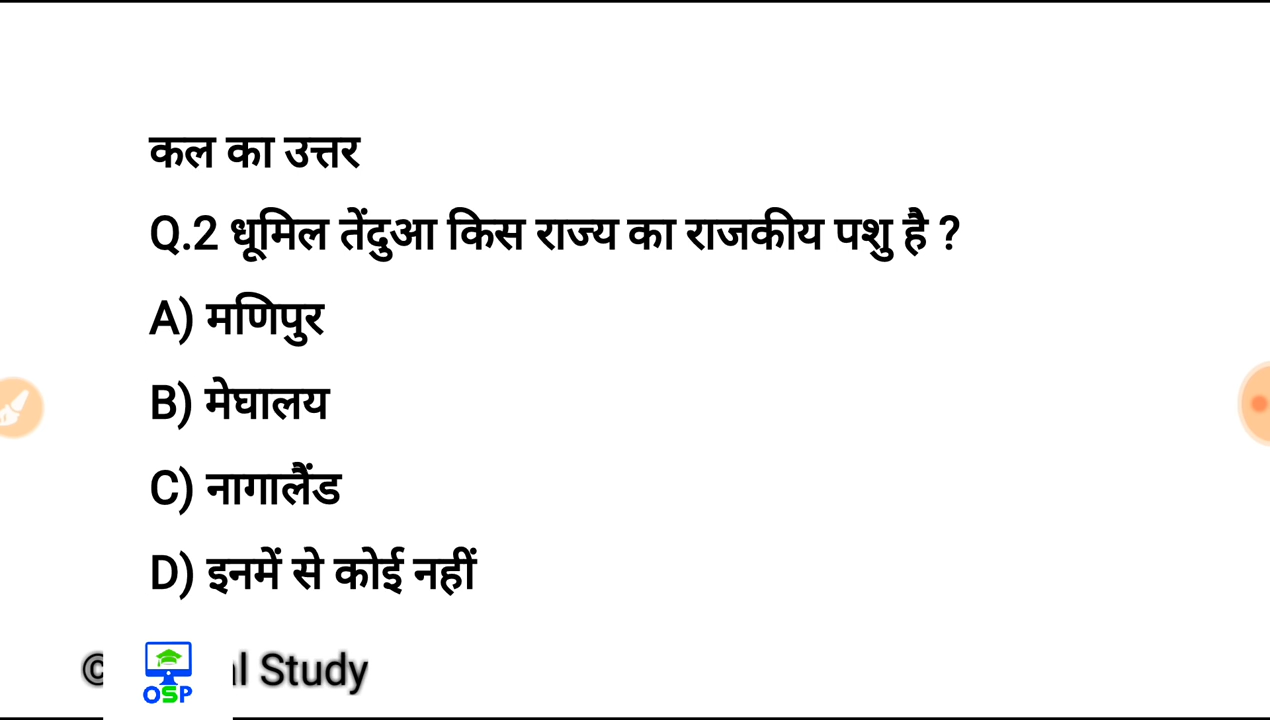 कल का उत्तर
Q.2 धूमिल तेंदुआ किस राज्य का राजकीय पशु है ?
A) मणिपुर
B) मेघालय
C) नागालैंड
D) इनमें से कोई नहीं
© Study
OSP